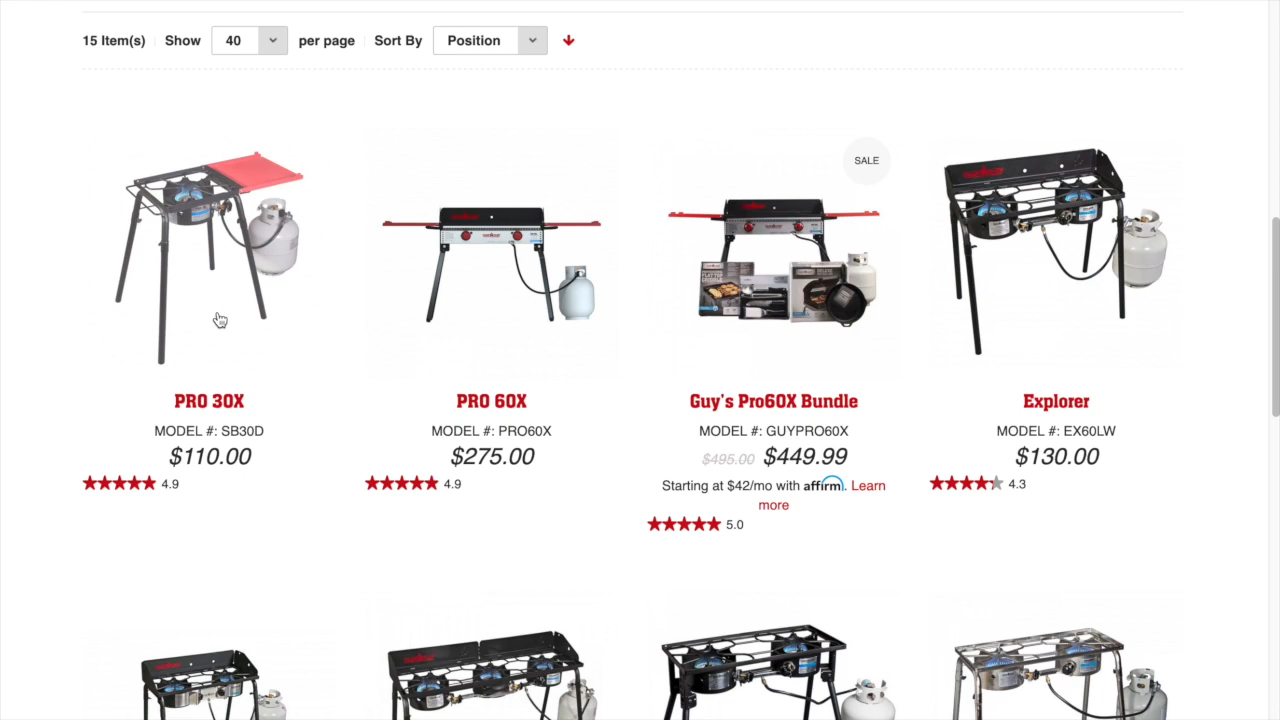 15 Item(s) Show 40 per page Sort By Position
SALE
PRO 30X
MODEL #: SB30D
$110.00
4.9
PRO 60X
MODEL #: PRO60X
$275.00
4.9
Guy's Pro60X Bundle
MODEL #: GUYPRO60X
$495.00 $449.99
Starting at $42/mo with affirm. Learn
more
5.0
Explorer
MODEL #: EX60LW
$130.00
4.3